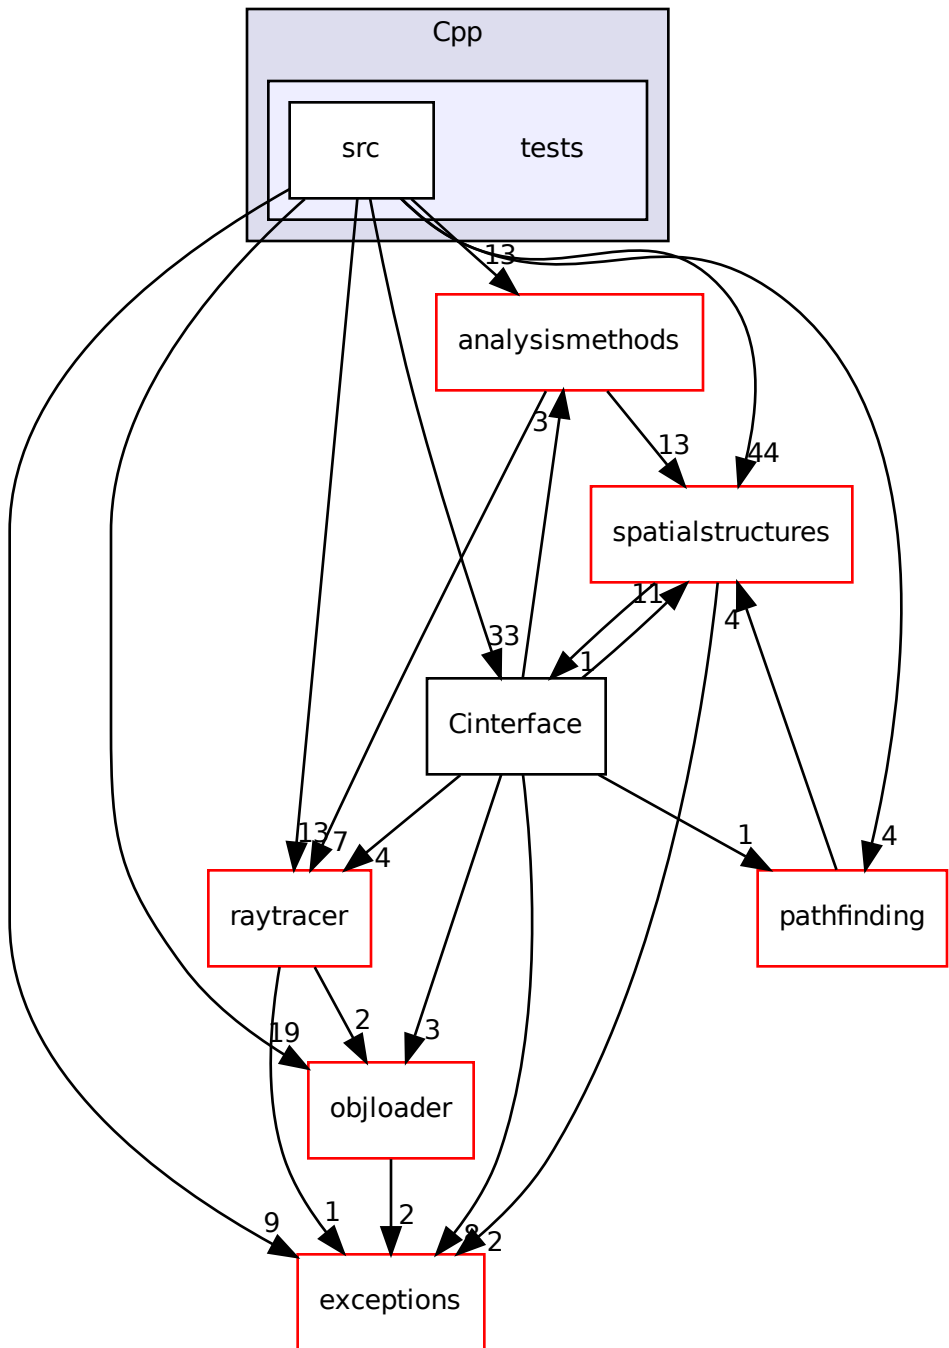 Cpp
src
tests
13
analysismethods
3
13
44
spatialstructures
11
4
33
1
Cinterface
13
7
4
1
4
raytracer
pathfinding
2
19
3
objloader
1
2
9
8
2
exceptions